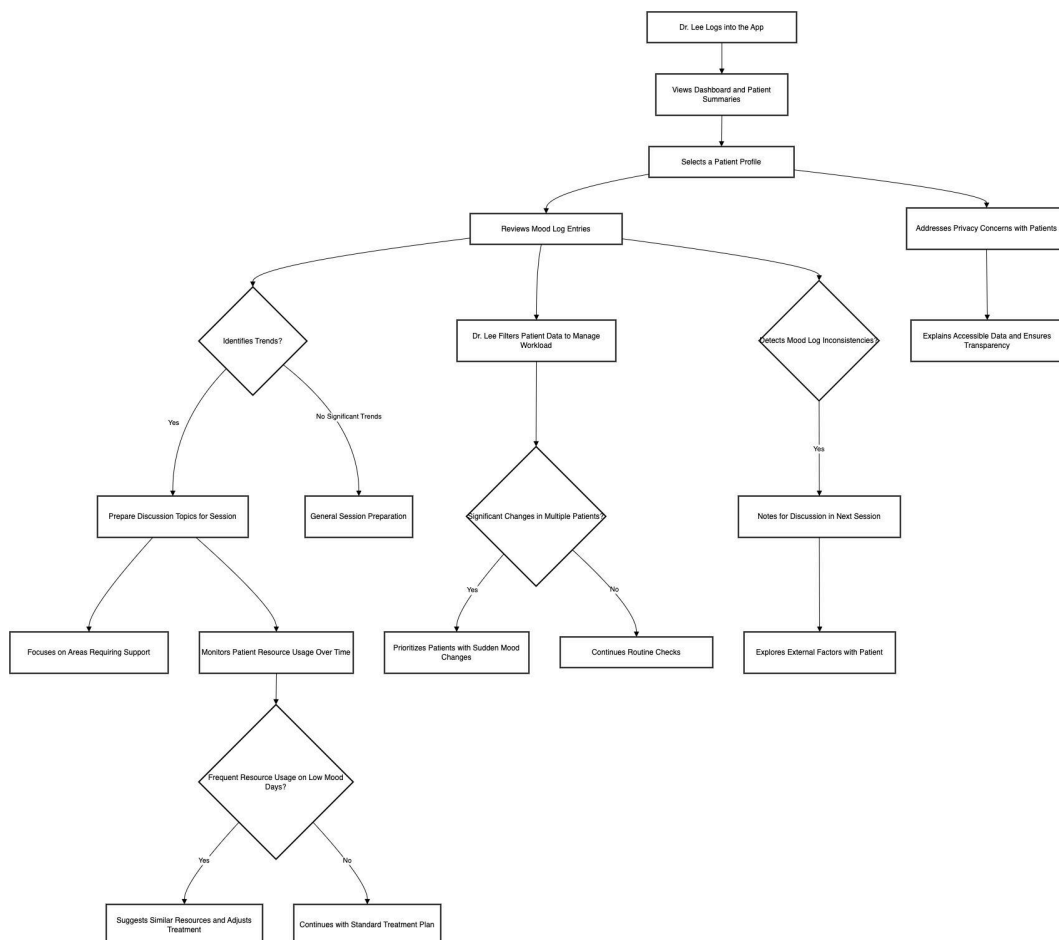 Dr. Lee Logs into the App
Views Dashboard and Patient
Summaries
Selects a Patient Profile
Reviews Mood Log Entries
Addresses Privacy Concerns with Patients
Identifies Trends?
Dr. Lee Filters Patient Data to Manage
Workload
Detects Mood Log Inconsistencies?
Explains Accessible Data and Ensures
Transparency
Yes
No Significant Trends
Yes
Prepare Discussion Topics for Session
General Session Preparation
Significant Changes in Multiple Patients?
Notes for Discussion in Next Session
Yes
No
Focuses on Areas Requiring Support
Monitors Patient Resource Usage Over Time
Prioritizes Patients with Sudden Mood
Changes
Continues Routine Checks
Explores External Factors with Patient
Frequent Resource Usage on Low Mood
Days?
Yes
No
Suggests Similar Resources and Adjusts
Treatment
Continues with Standard Treatment Plan